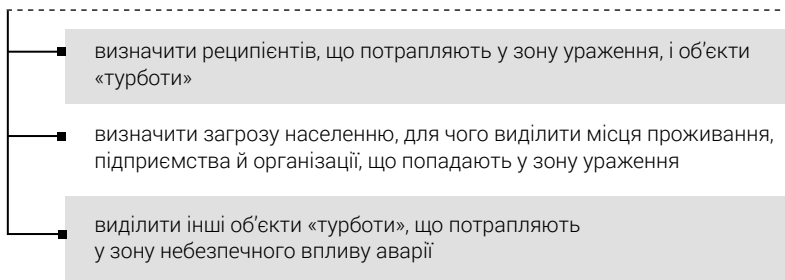 визначити реципієнтів, що потрапляють у зону ураження, і об’єкти
«турботи»
визначити загрозу населенню, для чого виділити місця проживання,
підприємства й організації, що попадають у зону ураження
виділити інші об’єкти «турботи», що потрапляють
у зону небезпечного впливу аварії